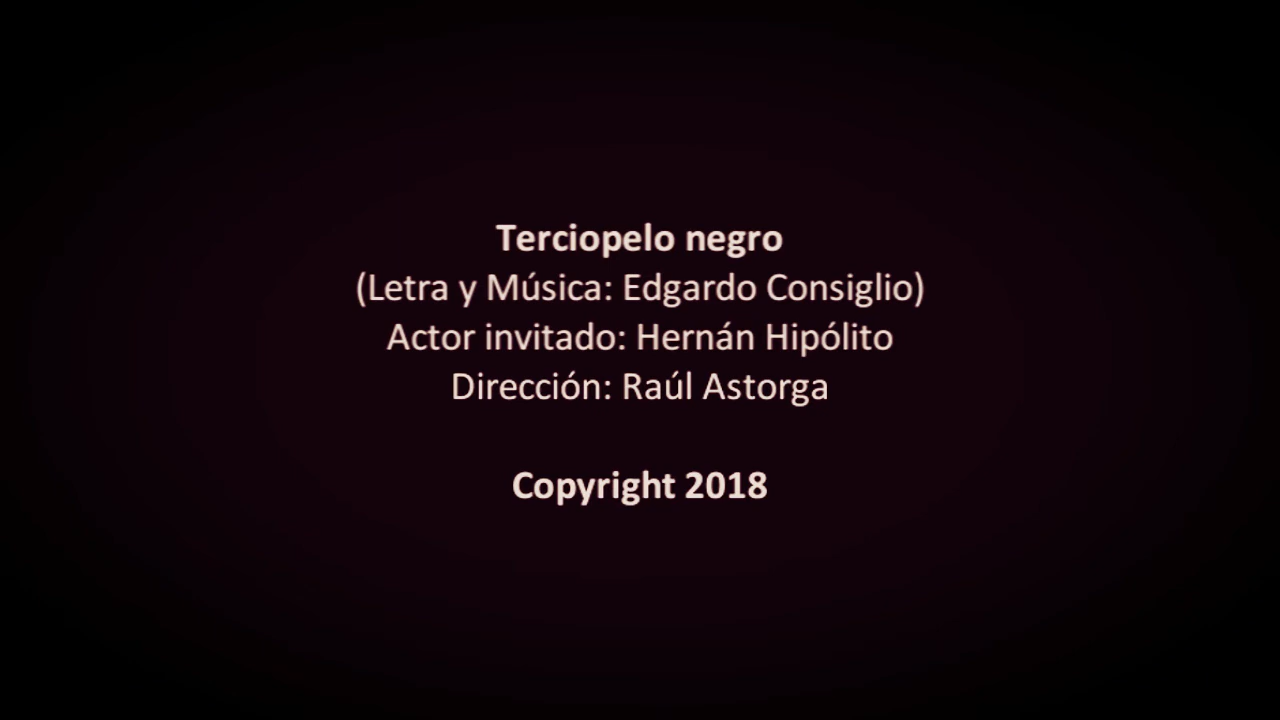 Terciopelo negro
(Letra y Música: Edgardo Consiglio)
Actor invitado: Hernán Hipólito
Dirección: Raúl Astorga
Copyright 2018